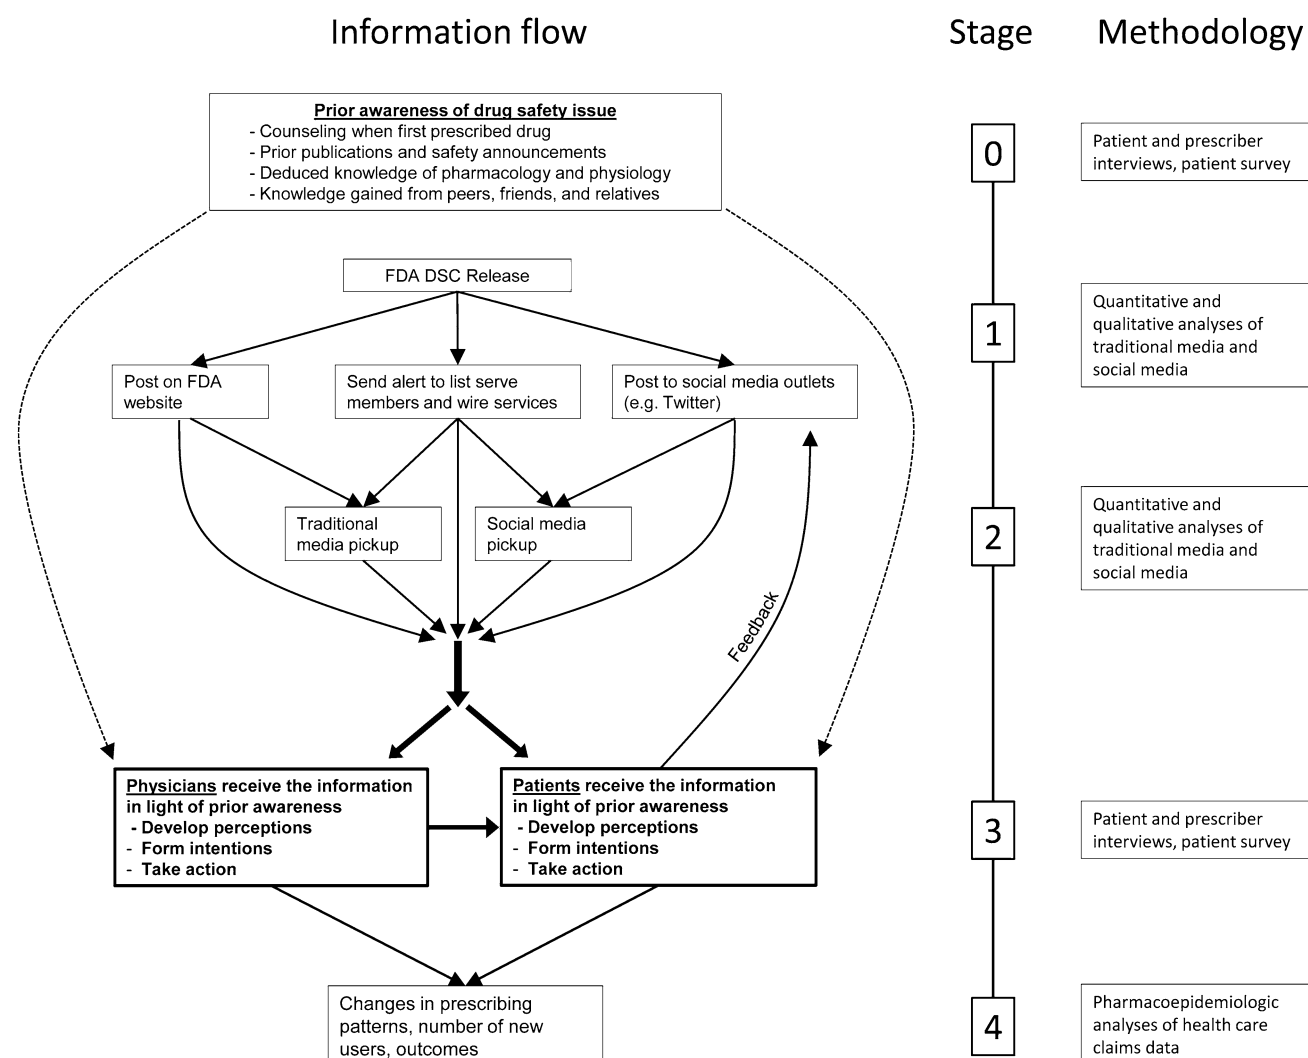 Information flow
Stage
Methodology
Prior awareness of drug safety issue
- Counseling when first prescribed drug
- Prior publications and safety announcements
- Deduced knowledge of pharmacology and physiology
- Knowledge gained from peers, friends, and relatives
0
Patient and prescriber
interviews, patient survey
FDA DSC Release
1
Quantitative and
qualitative analyses of
traditional media and
social media
Post on FDA
website
Send alert to list serve
members and wire services
Post to social media outlets
(e.g. Twitter)
Traditional
media pickup
Social media
pickup
2
Quantitative and
qualitative analyses of
traditional media and
social media
Feedback
Physicians receive the information
in light of prior awareness
- Develop perceptions
- Form intentions
- Take action
Patients receive the information
in light of prior awareness
- Develop perceptions
- Form intentions
- Take action
3
Patient and prescriber
interviews, patient survey
Changes in prescribing
patterns, number of new
users, outcomes
4
Pharmacoepidemiologic
analyses of health care
claims data